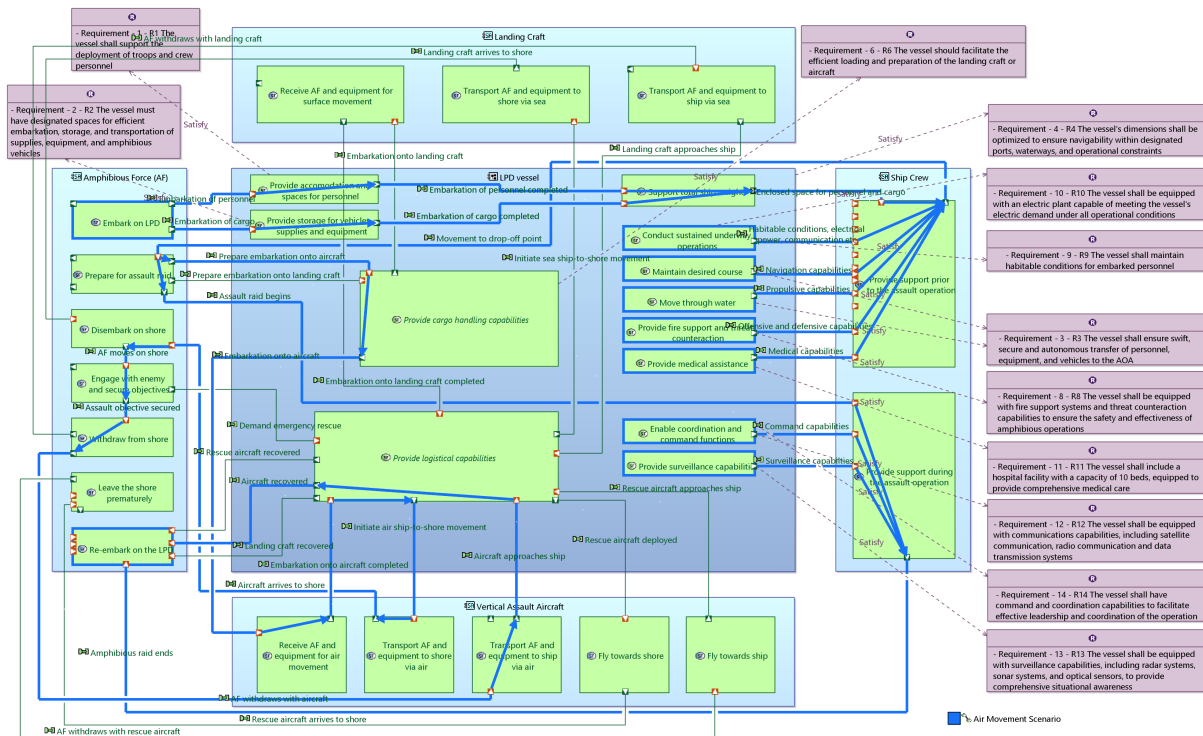 - Requirement - 1 - R1 The
vessel shall support the
deployment of troops and crew
personnel
AF withdraws with landing craft
Landing Craft
Landing craft arrives to shore
Receive AF and equipment for
surface movement
Transport AF and equipment to
shore via sea
Transport AF and equipment to
ship via sea
- Requirement - 6 - R6 The vessel should facilitate the
efficient loading and preparation of the landing craft or
aircraft
- Requirement - 2 - R2 The vessel must
have designated spaces for efficient
embarkation, storage, and transportation of
supplies, equipment, and amphibious
vehicles
Satisfy
Satisfy
- Requirement - 4 - R4 The vessel's dimensions shall be
optimized to ensure navigability within designated
ports, waterways, and operational constraints
Embarkation onto landing craft
Landing craft approaches ship
Amphibious Force (AF)
LPD vessel
Satisfy
Ship Crew
- Requirement - 10 - R10 The vessel shall be equipped
with an electric plant capable of meeting the vessel's
electric demand under all operational conditions
Embark on LPD
Embarkation of personnel
Embarkation of cargo
Provide accomodation and
spaces for personnel
Provide storage for vehicles,
supplies and equipment
Embarkation of personnel completed
Embarkation of cargo completed
Enclosed space for personnel and cargo
Movement to drop-off point
Conduct sustained underway
operations
Habitable conditions, electrical
power, communication etc
Satisfy
- Requirement - 9 - R9 The vessel shall maintain
habitable conditions for embarked personnel
Prepare for assault raid
Prepare embarkation onto aircraft
Prepare embarkation onto landing craft
Initiate sea ship-to-shore movement
Maintain desired course
Navigation capabilities
Provide support prior
to the assault operation
Assault raid begins
Move through water
Propulsive capabilities
Satisfy
Satisfy
Disembark on shore
Provide cargo handling capabilities
Provide fire support and threat
counteraction
Offensive and defensive capabilities
Satisfy
- Requirement - 3 - R3 The vessel shall ensure swift,
secure and autonomous transfer of personnel,
equipment, and vehicles to the AOA
AF moves on shore
Embarkation onto aircraft
Provide medical assistance
Medical capabilities
Satisfy
Engage with enemy
and secure objectives
Embaraktion onto landing craft completed
- Requirement - 8 - R8 The vessel shall be equipped
with fire support systems and threat counteraction
capabilities to ensure the safety and effectiveness of
amphibious operations
Assault objective secured
Satisfy
Withdraw from shore
Demand emergency rescue
Enable coordination and
command functions
Command capabilities
Rescue aircraft recovered
Provide logistical capabilities
Provide surveillance capabilities
Surveillance capabilities
Satisfy
Satisfy
Provide support during
the assault operation
- Requirement - 11 - R11 The vessel shall include a
hospital facility with a capacity of 10 beds, equipped to
provide comprehensive medical care
Leave the shore
prematurely
Aircraft recovered
Rescue aircraft approaches ship
- Requirement - 12 - R12 The vessel shall be equipped
with communications capabilities, including satellite
communication, radio communication and data
transmission systems
Initiate air ship-to-shore movement
Rescue aircraft deployed
Satisfy
Re-embark on the LPD
Landing craft recovered
Aircraft approaches ship
Embarkation onto aircraft completed
- Requirement - 14 - R14 The vessel shall have
command and coordination capabilities to facilitate
effective leadership and coordination of the operation
Aircraft arrives to shore
Vertical Assault Aircraft
Receive AF and
equipment for air
movement
Transport AF and
equipment to shore
via air
Transport AF and
equipment to ship
via air
Fly towards shore
Fly towards ship
- Requirement - 13 - R13 The vessel shall be equipped
with surveillance capabilities, including radar systems,
sonar systems, and optical sensors, to provide
comprehensive situational awareness
Amphibious raid ends
AF withdraws with aircraft
Rescue aircraft arrives to shore
AF withdraws with rescue aircraft
Air Movement Scenario